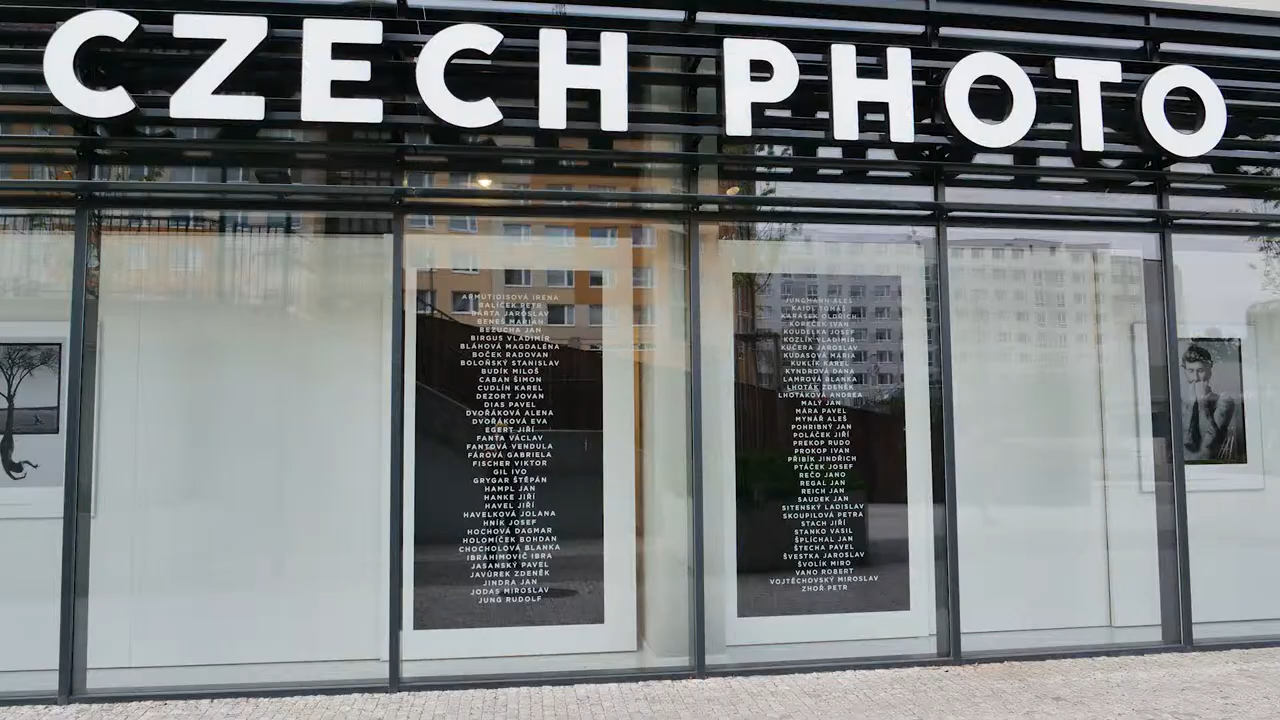 CZECH PHOTO
ARMUTIDISOVÁ IRENA
BALÍČEK PETR
BÁRTA JAROSLAV
BENEŠ MARIAN
BEZUCHA JAN
BIRGUS VLADIMÍR
BLÁHOVÁ MAGDALÉNA
BOČEK RADOVAN
BOLOŇSKÝ STANISLAV
BUDÍK MILOŠ
CABAN ŠIMON
CUDLÍN KAREL
DEZORT JOVAN
DIAS PAVEL
DVOŘÁKOVÁ ALENA
DVOŘÁKOVÁ EVA
EGERT JIŘÍ
FANTA VÁCLAV
FANTOVÁ VENDULA
FÁROVÁ GABRIELA
FISCHER VIKTOR
GIL IVO
GRYGAR ŠTĚPÁN
HAMPL JAN
HANKE JIŘÍ
HAVEL JIŘÍ
HAVELKOVÁ JOLANA
HNÍK JOSEF
HOCHOVÁ DAGMAR
HOLOMÍČEK BOHDAN
CHOCHOLOVÁ BLANKA
IBRAHIMOVIČ IBRA
JASANSKÝ PAVEL
JAVŮREK ZDENĚK
JINDRA JAN
JODAS MIROSLAV
JUNG RUDOLF
JUNGMANN ALEŠ
KAIDL TOMÁŠ
KARÁSEK OLDŘICH
KOREČEK IVAN
KOUDELKA JOSEF
KOZLÍK VLADIMÍR
KUČERA JAROSLAV
KUDASOVÁ MÁRIA
KUKLÍK KAREL
KYNDROVÁ DANA
LAMROVÁ BLANKA
LHOTÁK ZDENĚK
LHOTÁKOVÁ ANDREA
MALÝ JAN
MÁRA PAVEL
MYNÁŘ ALEŠ
POHRIBNÝ JAN
POLÁČEK JIŘÍ
PREKOP RUDO
PROKOP IVAN
PŘIBÍK JINDŘICH
PTÁČEK JOSEF
REČO JANO
REGAL JAN
REICH JAN
SAUDEK JAN
SITENSKÝ LADISLAV
SKOUPILOVÁ PETRA
STACH JIŘÍ
STANKO VASIL
ŠPLÍCHAL JAN
ŠTECHA PAVEL
ŠVESTKA JAROSLAV
ŠVOLÍK MIRO
VANO ROBERT
VOJTĚCHOVSKÝ MIROSLAV
ZHOŘ PETR